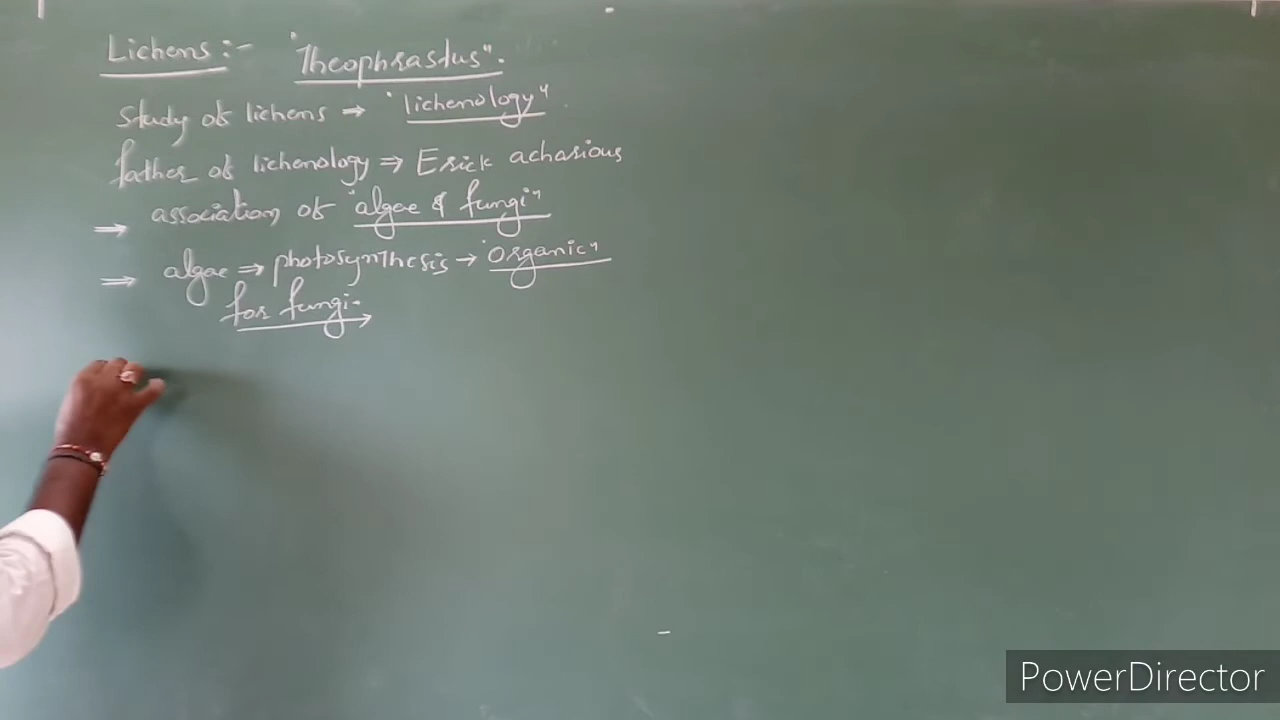 Lichens :- "Theophrastus".
Study of lichens → "lichenology"
father of lichenology ⇒ Erick acharious
⇒ association of "algae & fungi"
⇒ algae ⇒ photosynthesis → "Organic"
for fungi.
PowerDirector